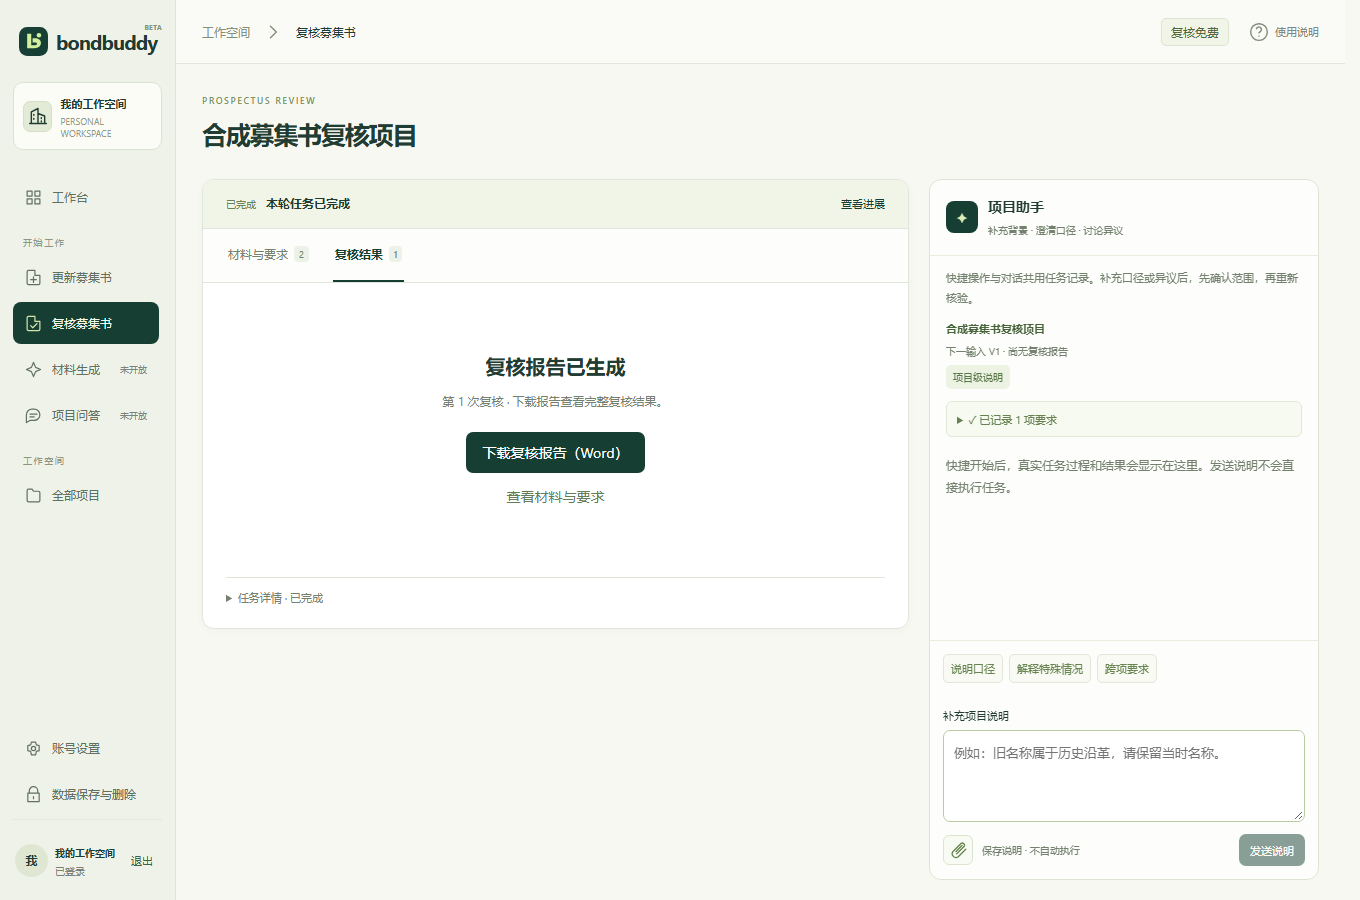 bondbuddy BETA
我的工作空间
PERSONAL
WORKSPACE
工作台
开始工作
更新募集书
复核募集书
材料生成 未开放
项目问答 未开放
工作空间
全部项目
账号设置
数据保存与删除
我 我的工作空间
已登录
退出
工作空间 复核募集书
复核免费
? 使用说明
PROSPECTUS REVIEW
合成募集书复核项目
已完成 本轮任务已完成 查看进展
材料与要求 2 复核结果 1
复核报告已生成
第 1 次复核 · 下载报告查看完整复核结果。
下载复核报告（Word）
查看材料与要求
▶ 任务详情 · 已完成
项目助手
补充背景 · 澄清口径 · 讨论异议
快捷操作与对话共用任务记录。补充口径或异议后，先确认范围，再重新
核验。
合成募集书复核项目
下一输入 V1 · 尚无复核报告
项目级说明
▶ ✓ 已记录 1 项要求
快捷开始后，真实任务过程和结果会显示在这里。发送说明不会直
接执行任务。
说明口径 解释特殊情况 跨项要求
补充项目说明
例如：旧名称属于历史沿革，请保留当时名称。
保存说明 · 不自动执行
发送说明